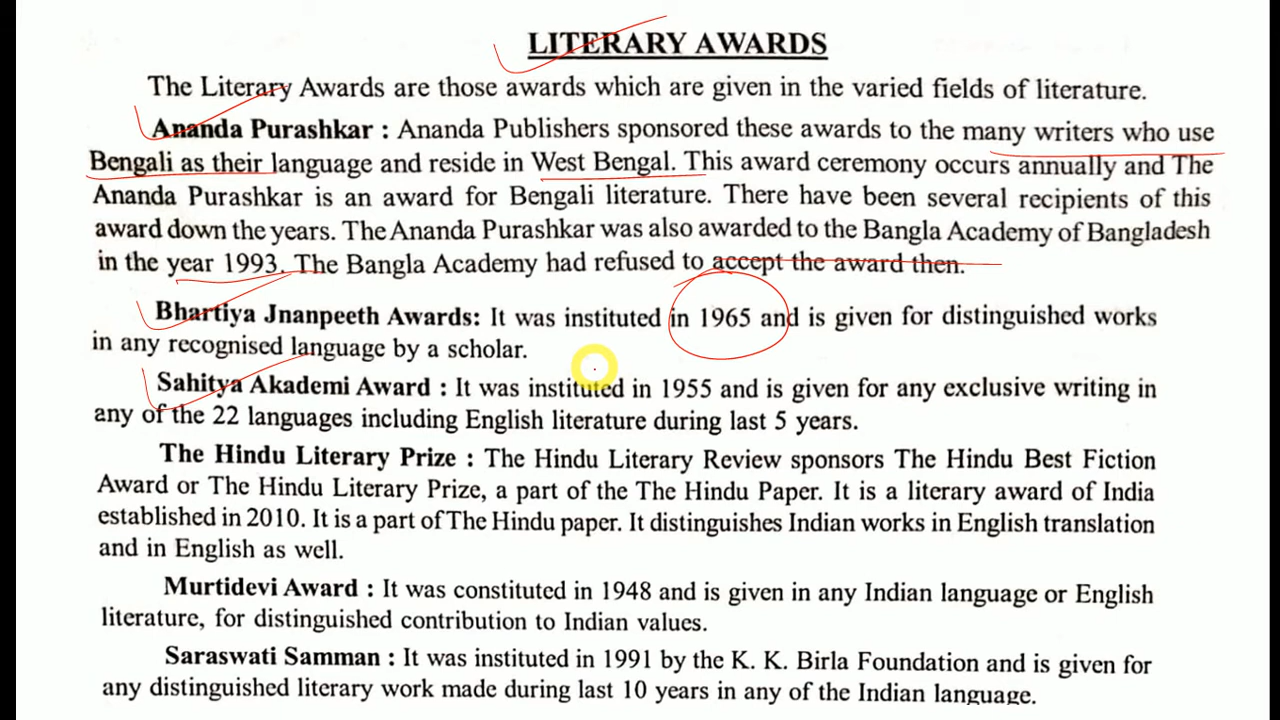 LITERARY AWARDS
The Literary Awards are those awards which are given in the varied fields of literature.
Ananda Purashkar : Ananda Publishers sponsored these awards to the many writers who use
Bengali as their language and reside in West Bengal. This award ceremony occurs annually and The
Ananda Purashkar is an award for Bengali literature. There have been several recipients of this
award down the years. The Ananda Purashkar was also awarded to the Bangla Academy of Bangladesh
in the year 1993. The Bangla Academy had refused to accept the award then.
Bhartiya Jnanpeeth Awards: It was instituted in 1965 and is given for distinguished works
in any recognised language by a scholar.
Sahitya Akademi Award : It was instituted in 1955 and is given for any exclusive writing in
any of the 22 languages including English literature during last 5 years.
The Hindu Literary Prize : The Hindu Literary Review sponsors The Hindu Best Fiction
Award or The Hindu Literary Prize, a part of the The Hindu Paper. It is a literary award of India
established in 2010. It is a part of The Hindu paper. It distinguishes Indian works in English translation
and in English as well.
Murtidevi Award : It was constituted in 1948 and is given in any Indian language or English
literature, for distinguished contribution to Indian values.
Saraswati Samman : It was instituted in 1991 by the K. K. Birla Foundation and is given for
any distinguished literary work made during last 10 years in any of the Indian language.